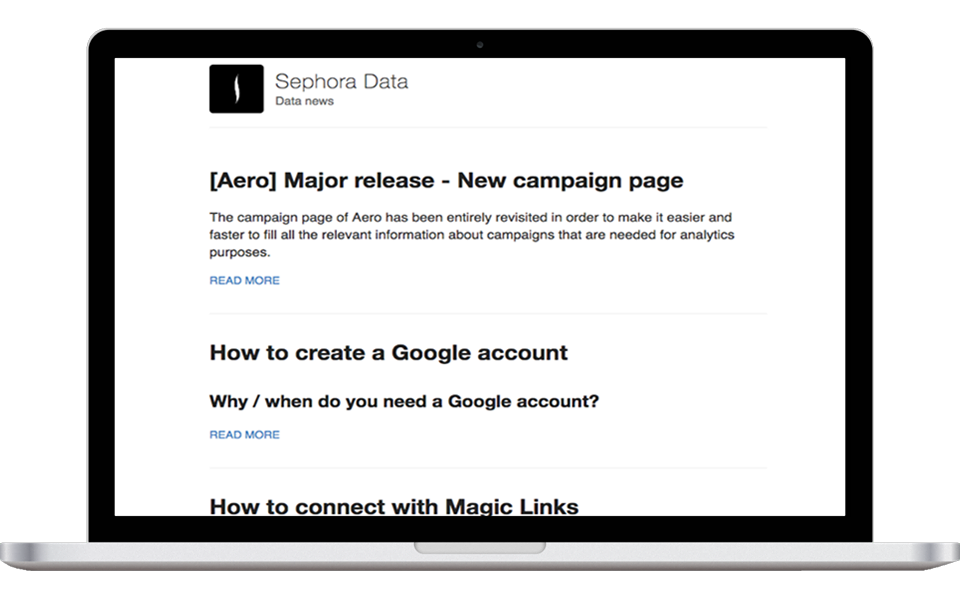 Sephora Data
Data news
[Aero] Major release - New campaign page
The campaign page of Aero has been entirely revisited in order to make it easier and
faster to fill all the relevant information about campaigns that are needed for analytics
purposes.
READ MORE
How to create a Google account
Why / when do you need a Google account?
READ MORE
How to connect with Magic Links